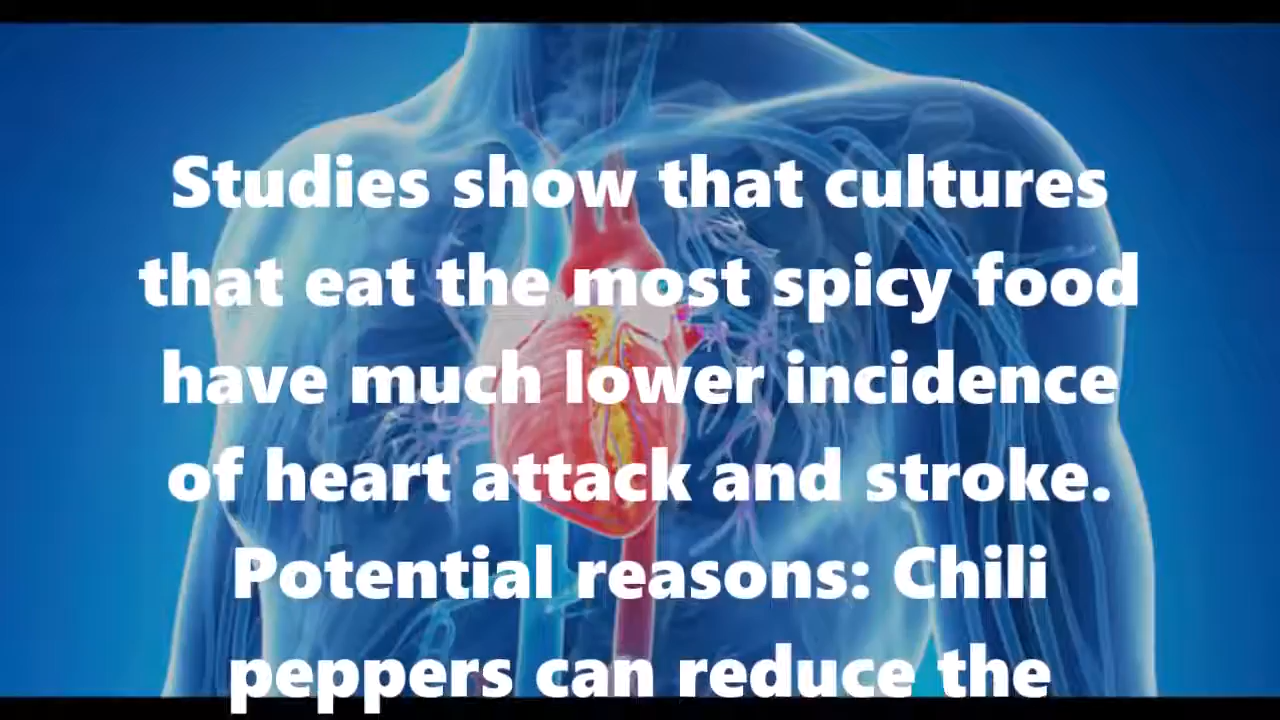 Studies show that cultures
that eat the most spicy food
have much lower incidence
of heart attack and stroke.
Potential reasons: Chili
peppers can reduce the